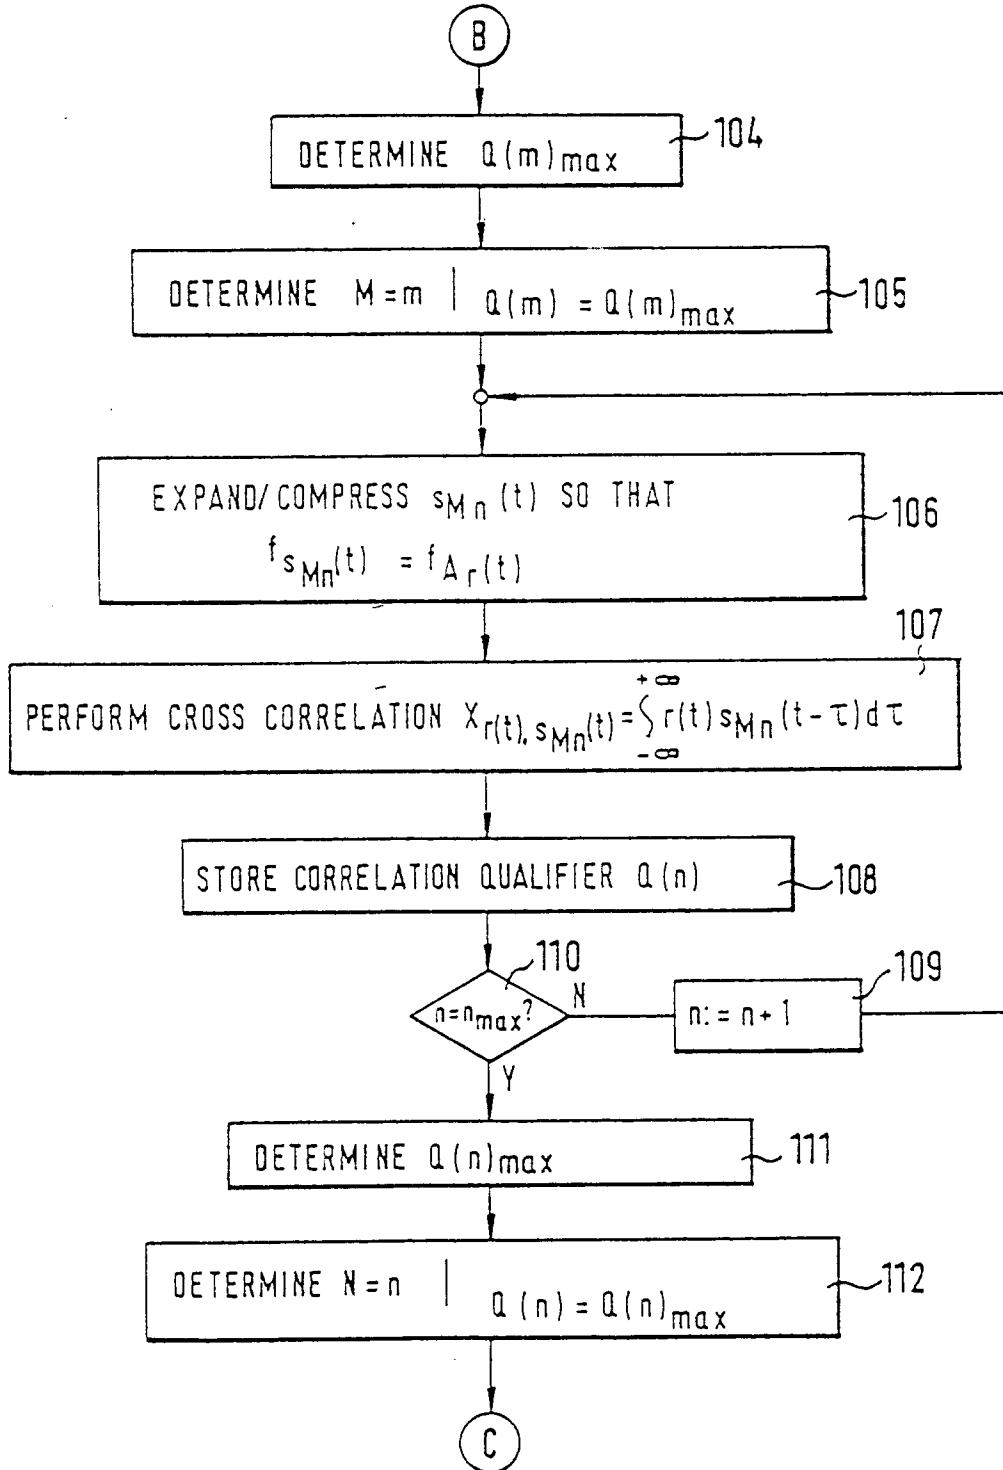 B
DETERMINE Q(m)max
104
DETERMINE M=m | Q(m) = Q(m)max
105
EXPAND/COMPRESS sMn(t) SO THAT
fsMn(t) = fAr(t)
106
107
PERFORM CROSS CORRELATION Xr(t),sMn(t) = ∫ r(t) sMn(t-τ)dτ
+∞
-∞
STORE CORRELATION QUALIFIER Q(n)
108
110
n=nmax?
N
109
n:= n+1
Y
DETERMINE Q(n)max
111
DETERMINE N=n | Q(n) = Q(n)max
112
C